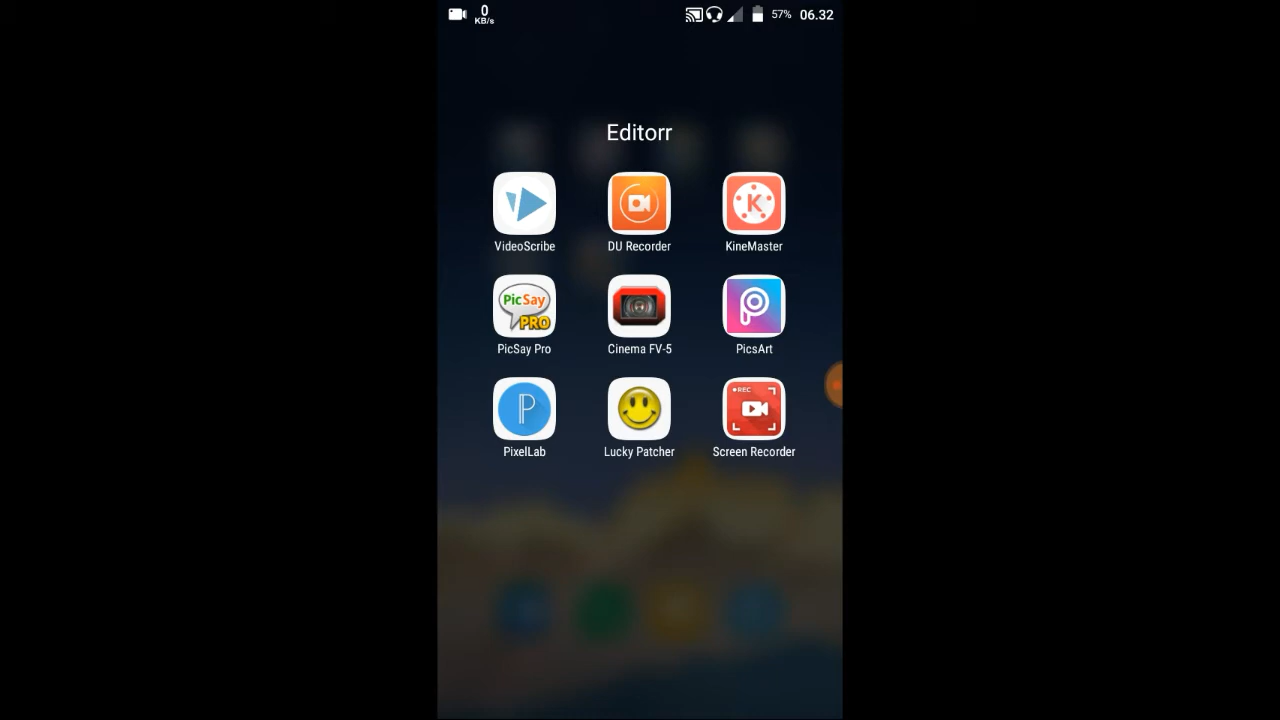 0
KB/s
57% 06.32
Editorr
VideoScribe DU Recorder KineMaster
PicSay
PRO
K
PicSay Pro Cinema FV-5 PicsArt
P
REC
PixelLab Lucky Patcher Screen Recorder